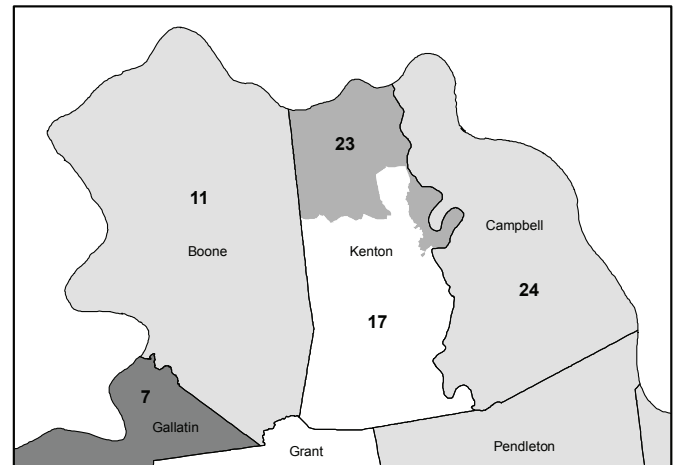 23
11
Campbell
Boone
Kenton
24
17
7
Gallatin
Pendleton
Grant